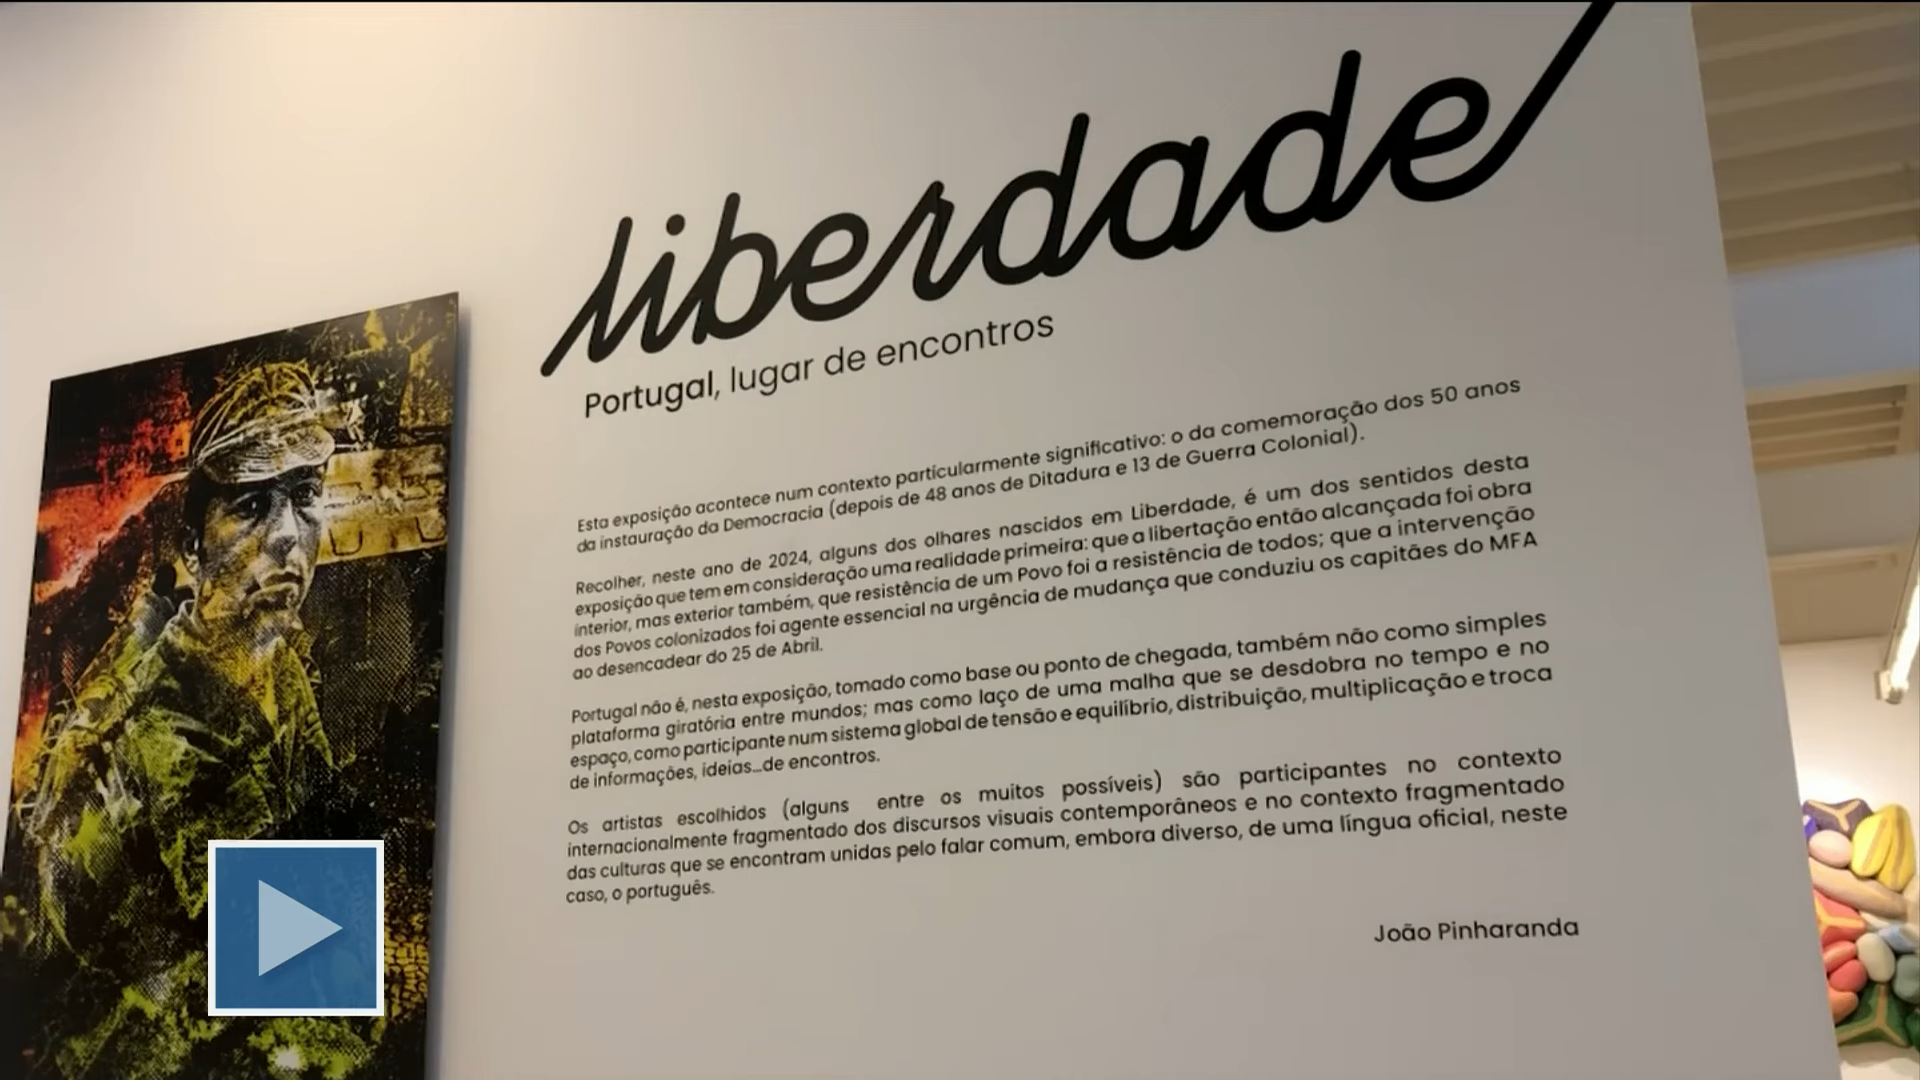 liberdade
Portugal, lugar de encontros
Esta exposição acontece num contexto particularmente significativo: o da comemoração dos 50 anos
da instauração da Democracia (depois de 48 anos de Ditadura e 13 de Guerra Colonial).
Recolher, neste ano de 2024, alguns dos olhares nascidos em Liberdade, é um dos sentidos desta
exposição que tem em consideração uma realidade primeira: que a libertação então alcançada foi obra
interior, mas exterior também, que resistência de um Povo foi a resistência de todos; que a intervenção
dos Povos colonizados foi agente essencial na urgência de mudança que conduziu os capitães do MFA
ao desencadear do 25 de Abril.
Portugal não é, nesta exposição, tomado como base ou ponto de chegada, também não como simples
plataforma giratória entre mundos; mas como laço de uma malha que se desdobra no tempo e no
espaço, como participante num sistema global de tensão e equilíbrio, distribuição, multiplicação e troca
de informações, ideias...de encontros.
Os artistas escolhidos (alguns entre os muitos possíveis) são participantes no contexto
internacionalmente fragmentado dos discursos visuais contemporâneos e no contexto fragmentado
das culturas que se encontram unidas pelo falar comum, embora diverso, de uma língua oficial, neste
caso, o português.
João Pinharanda